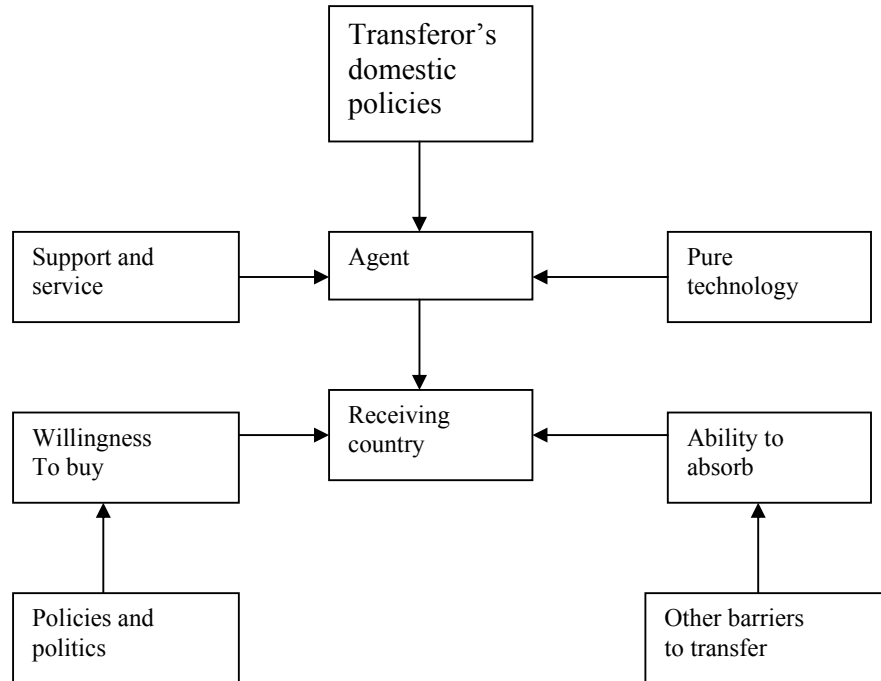 Transferor’s
domestic
policies
Support and
service
Agent
Pure
technology
Willingness
To buy
Receiving
country
Ability to
absorb
Policies and
politics
Other barriers
to transfer